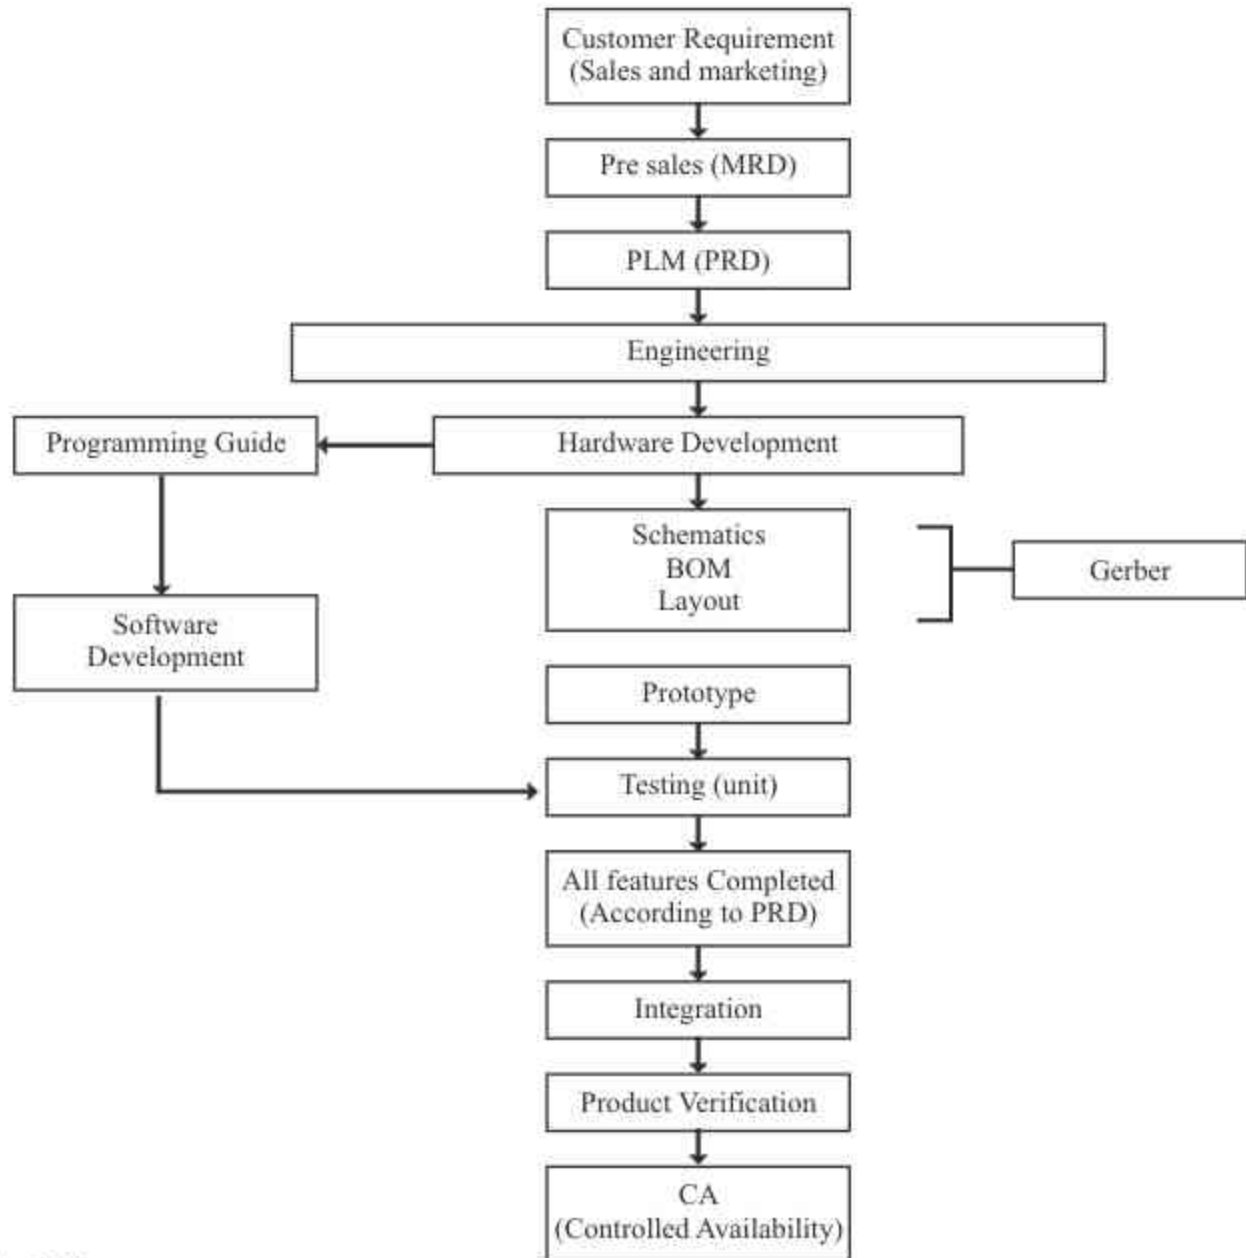 Customer Requirement
(Sales and marketing)
Pre sales (MRD)
PLM (PRD)
Engineering
Programming Guide
Hardware Development
Schematics
BOM
Layout
Gerber
Software
Development
Prototype
Testing (unit)
All features Completed
(According to PRD)
Integration
Product Verification
CA
(Controlled Availability)